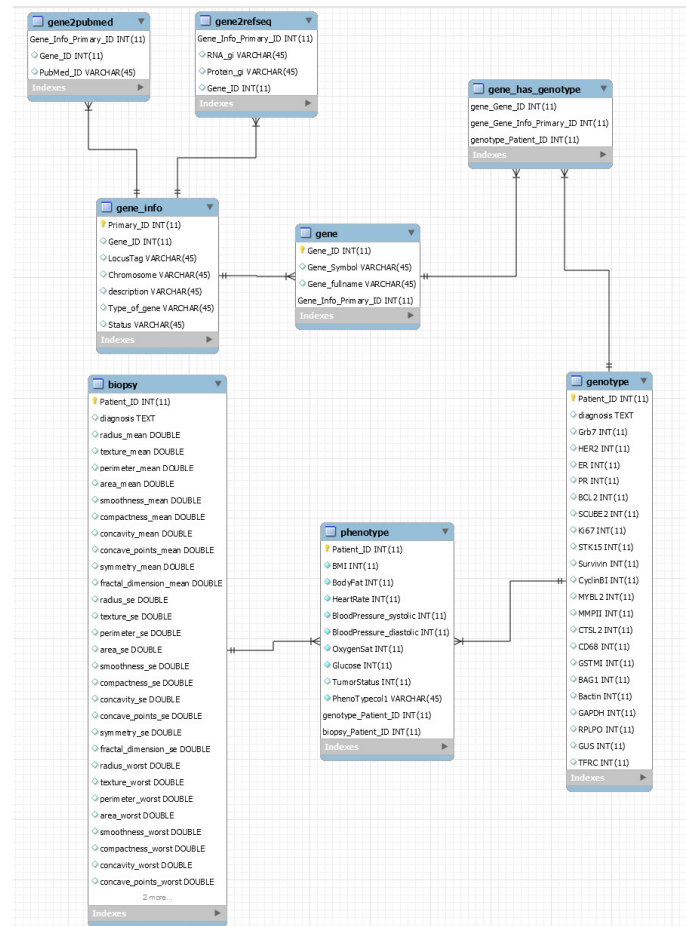 gene2pubmed
Gene_Info_Primary_ID INT(11)
Gene_ID INT(11)
PubMed_ID VARCHAR(45)
Indexes
gene2refseq
Gene_Info_Primary_ID INT(11)
RNA_gi VARCHAR(45)
Protein_gi VARCHAR(45)
Gene_ID INT(11)
Indexes
gene_has_genotype
gene_Gene_ID INT(11)
gene_Gene_Info_Primary_ID INT(11)
genotype_Patient_ID INT(11)
Indexes
gene_info
Primary_ID INT(11)
Gene_ID INT(11)
LocusTag VARCHAR(45)
Chromosome VARCHAR(45)
description VARCHAR(45)
Type_of_gene VARCHAR(45)
Status VARCHAR(45)
Indexes
gene
Gene_ID INT(11)
Gene_Symbol VARCHAR(45)
Gene_fullname VARCHAR(45)
Gene_Info_Primary_ID INT(11)
Indexes
biopsy
Patient_ID INT(11)
diagnosis TEXT
radius_mean DOUBLE
texture_mean DOUBLE
perimeter_mean DOUBLE
area_mean DOUBLE
smoothness_mean DOUBLE
compactness_mean DOUBLE
concavity_mean DOUBLE
concave_points_mean DOUBLE
symmetry_mean DOUBLE
fractal_dimension_mean DOUBLE
radius_se DOUBLE
texture_se DOUBLE
perimeter_se DOUBLE
area_se DOUBLE
smoothness_se DOUBLE
compactness_se DOUBLE
concavity_se DOUBLE
concave_points_se DOUBLE
symmetry_se DOUBLE
fractal_dimension_se DOUBLE
radius_worst DOUBLE
texture_worst DOUBLE
perimeter_worst DOUBLE
area_worst DOUBLE
smoothness_worst DOUBLE
compactness_worst DOUBLE
concavity_worst DOUBLE
concave_points_worst DOUBLE
2 more...
Indexes
phenotype
Patient_ID INT(11)
BMI INT(11)
BodyFat INT(11)
HeartRate INT(11)
BloodPressure_systolic INT(11)
BloodPressure_diastolic INT(11)
OxygenSat INT(11)
Glucose INT(11)
TumorStatus INT(11)
PhenoTypecol1 VARCHAR(45)
genotype_Patient_ID INT(11)
biopsy_Patient_ID INT(11)
Indexes
genotype
Patient_ID INT(11)
diagnosis TEXT
Grb7 INT(11)
HER2 INT(11)
ER INT(11)
PR INT(11)
BCL2 INT(11)
SCUBE2 INT(11)
Ki67 INT(11)
STK15 INT(11)
Survivin INT(11)
CyclinBI INT(11)
MYBL2 INT(11)
MMPII INT(11)
CTSL2 INT(11)
CD68 INT(11)
GSTMI INT(11)
BAG1 INT(11)
Bactin INT(11)
GAPDH INT(11)
RPLPO INT(11)
GUS INT(11)
TFRC INT(11)
Indexes